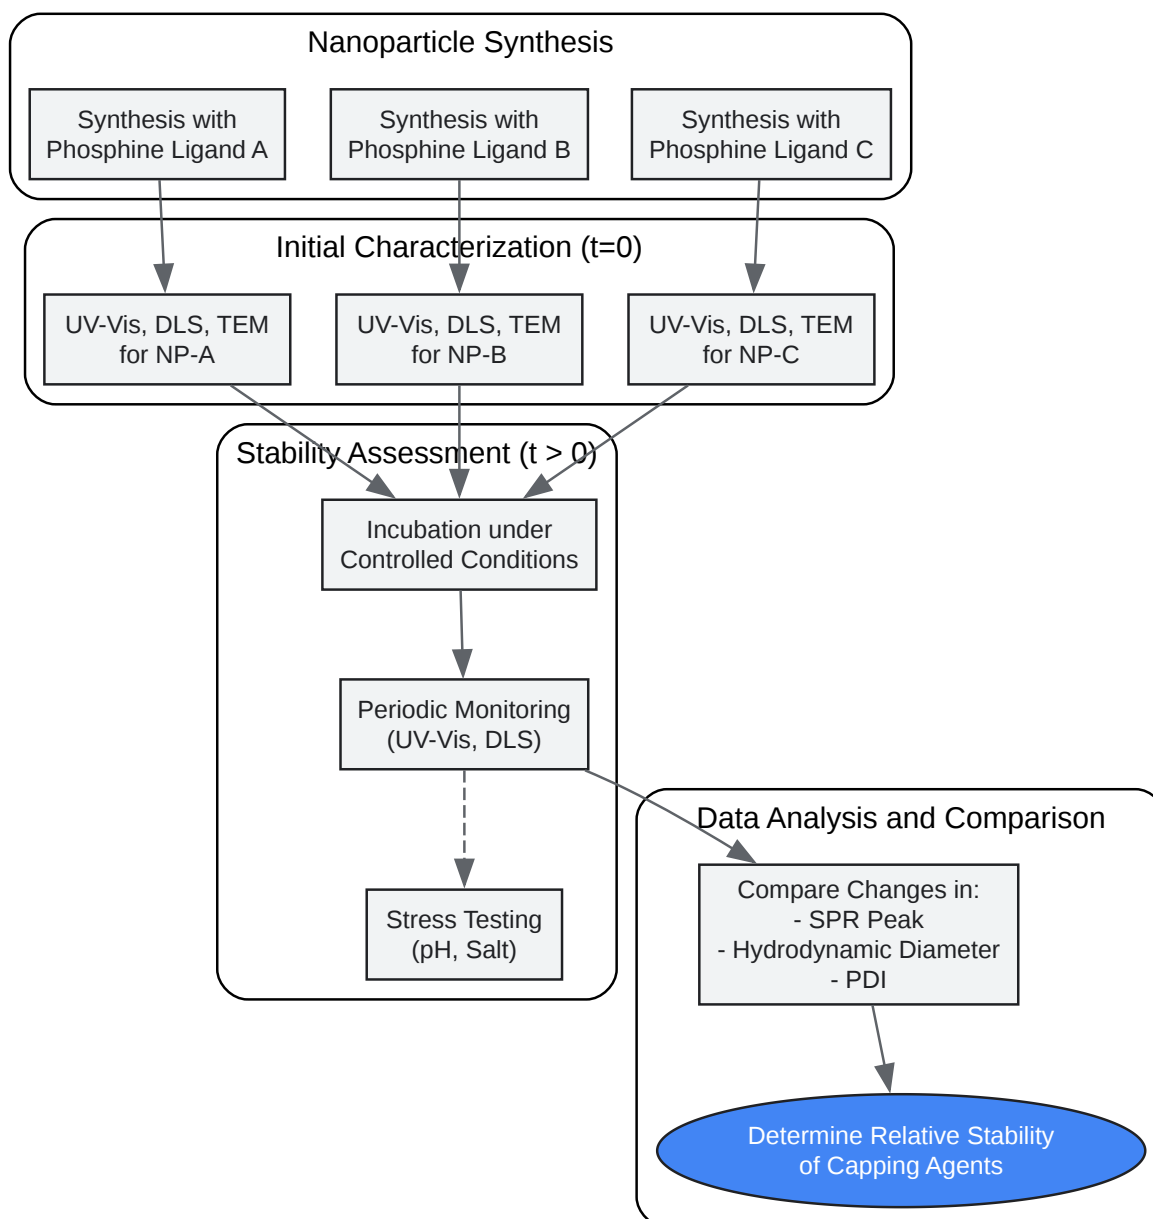 Nanoparticle Synthesis
Synthesis with
Phosphine Ligand A
Synthesis with
Phosphine Ligand B
Synthesis with
Phosphine Ligand C
Initial Characterization (t=0)
UV-Vis, DLS, TEM
for NP-A
UV-Vis, DLS, TEM
for NP-B
UV-Vis, DLS, TEM
for NP-C
Stability Assessment (t > 0)
Incubation under
Controlled Conditions
Periodic Monitoring
(UV-Vis, DLS)
Stress Testing
(pH, Salt)
Data Analysis and Comparison
Compare Changes in:
- SPR Peak
- Hydrodynamic Diameter
- PDI
Determine Relative Stability
of Capping Agents